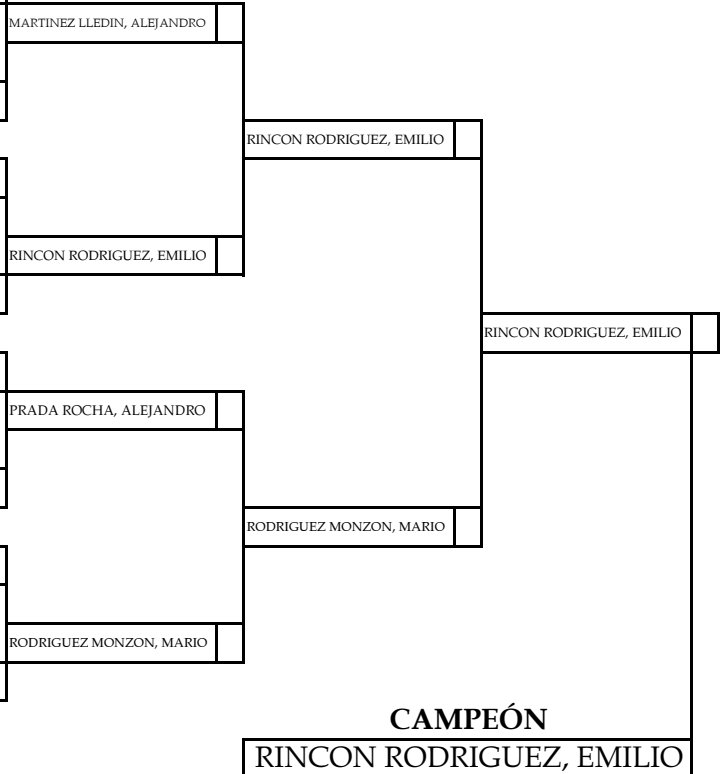 MARTINEZ LLEDIN, ALEJANDRO
RINCON RODRIGUEZ, EMILIO
RINCON RODRIGUEZ, EMILIO
RINCON RODRIGUEZ, EMILIO
PRADA ROCHA, ALEJANDRO
RODRIGUEZ MONZON, MARIO
RODRIGUEZ MONZON, MARIO
CAMPEÓN
RINCON RODRIGUEZ, EMILIO